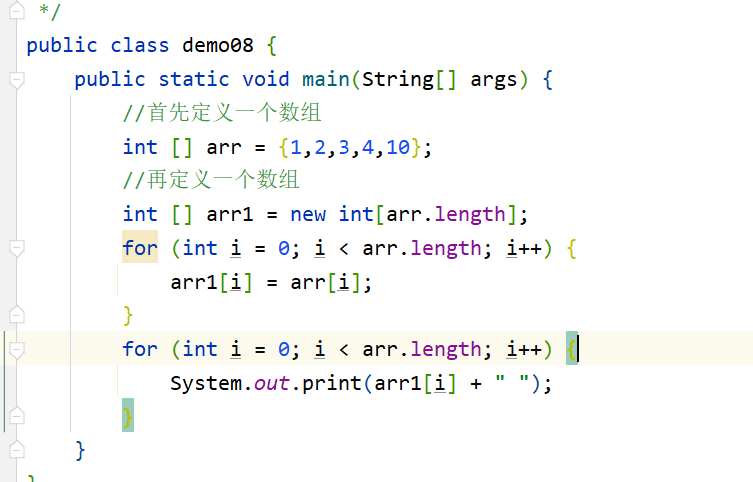 */
public class demo08 {
public static void main(String[] args) {
//首先定义一个数组
int [] arr = {1,2,3,4,10};
//再定义一个数组
int [] arr1 = new int[arr.length];
for (int i = 0; i < arr.length; i++) {
arr1[i] = arr[i];
}
for (int i = 0; i < arr.length; i++) {
System.out.print(arr1[i] + " ");
}
}
}